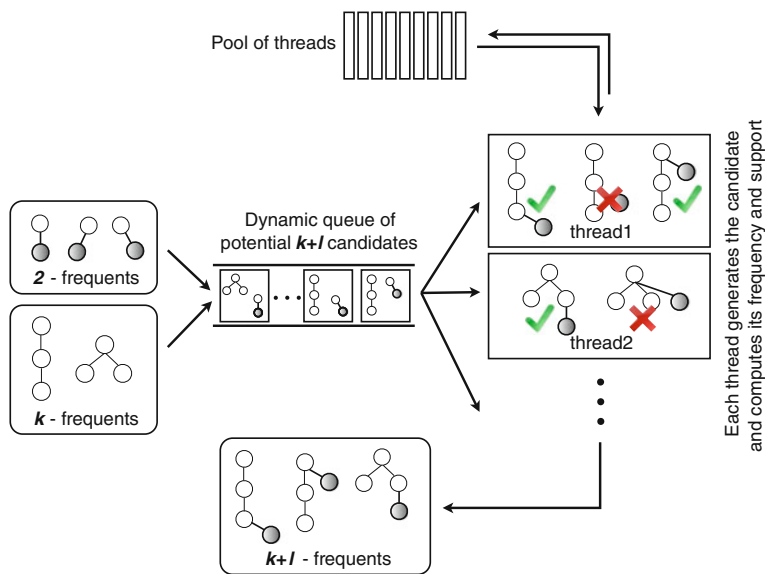 Pool of threads
Dynamic queue of
potential k+l candidates
2 - frequents
k - frequents
thread1
thread2
Each thread generates the candidate
and computes its frequency and support
k+l - frequents